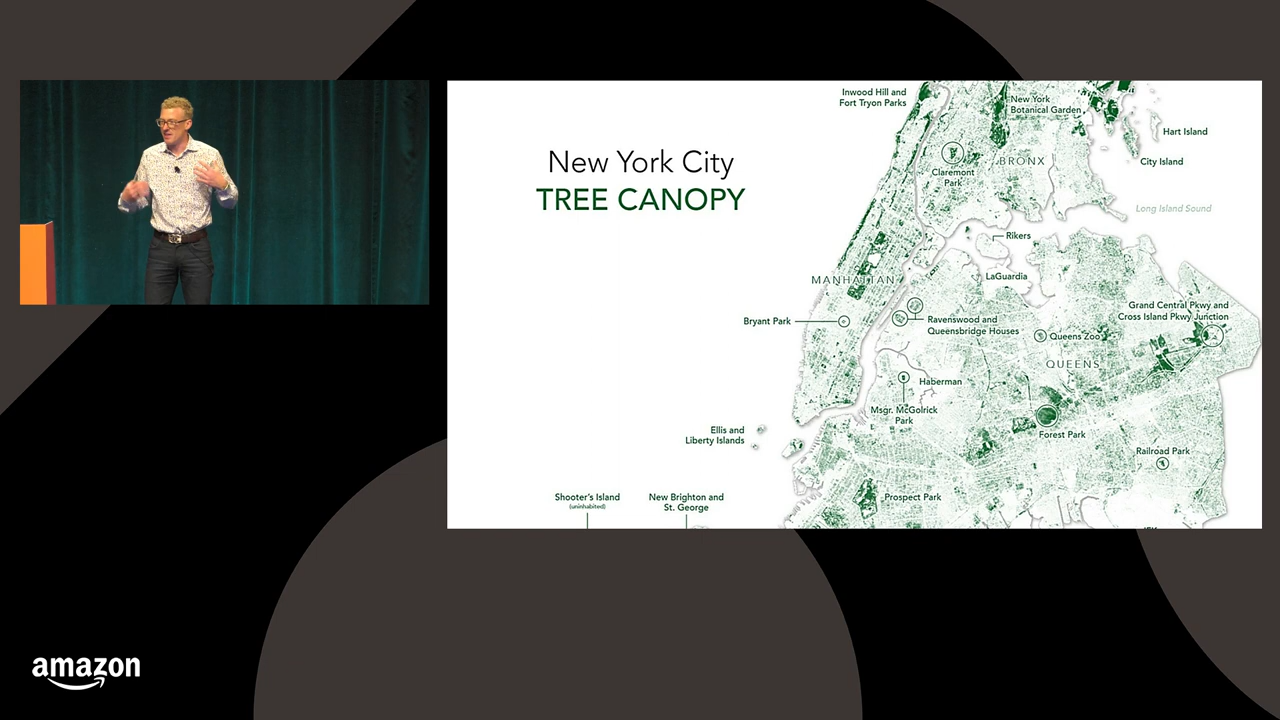 New York City
TREE CANOPY
Inwood Hill and
Fort Tryon Parks
New York
Botanical Garden
Hart Island
City Island
BRONX
Claremont
Park
Long Island Sound
Rikers
LaGuardia
MANHATTAN
Grand Central Pkwy and
Cross Island Pkwy Junction
Bryant Park
Ravenswood and
Queensbridge Houses
Queens Zoo
QUEENS
Haberman
Msgr. McGolrick
Park
Ellis and
Liberty Islands
Forest Park
Railroad Park
Shooter's Island
(uninhabited)
New Brighton and
St. George
Prospect Park
amazon